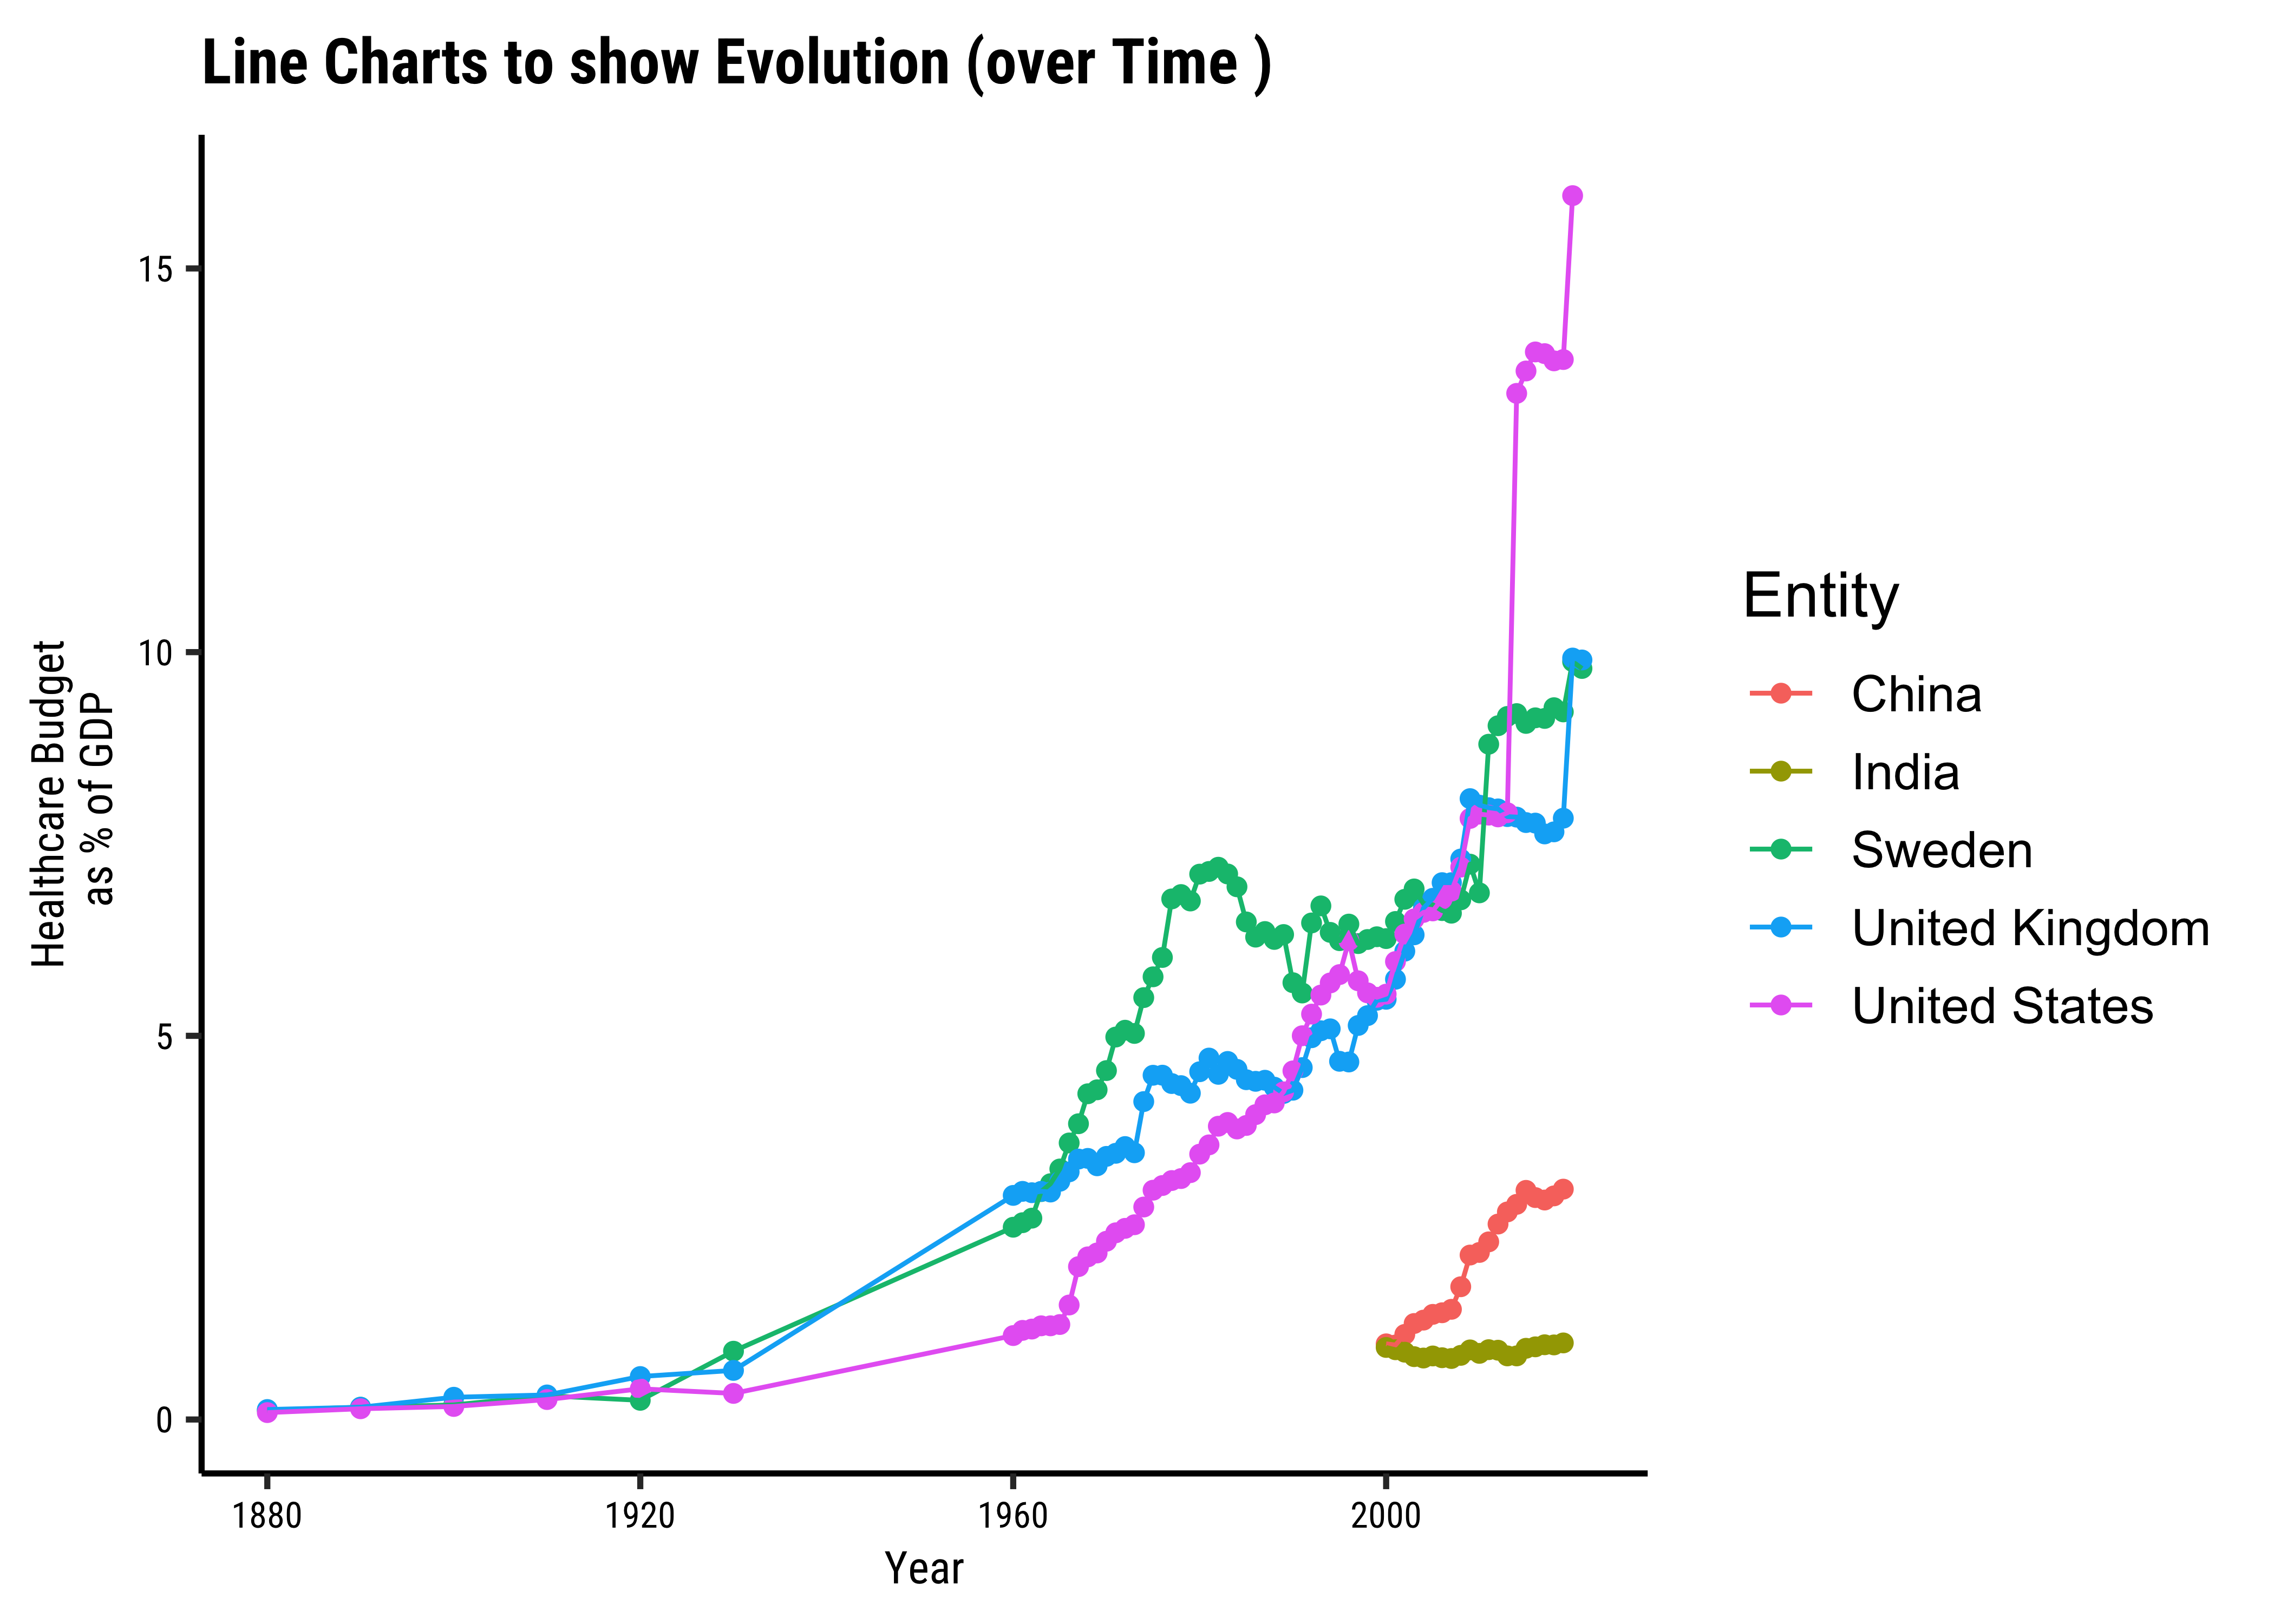 Line Charts to show Evolution (over Time )
Healthcare Budget
as % of GDP
15
10
5
0
1880
1920
1960
2000
Year
Entity
China
India
Sweden
United Kingdom
United States